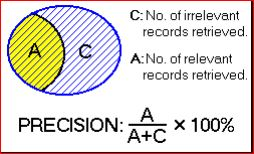 A
C
C: No. of irrelevant
records retrieved.
A: No. of relevant
records retrieved.
PRECISION: A/A+C × 100%